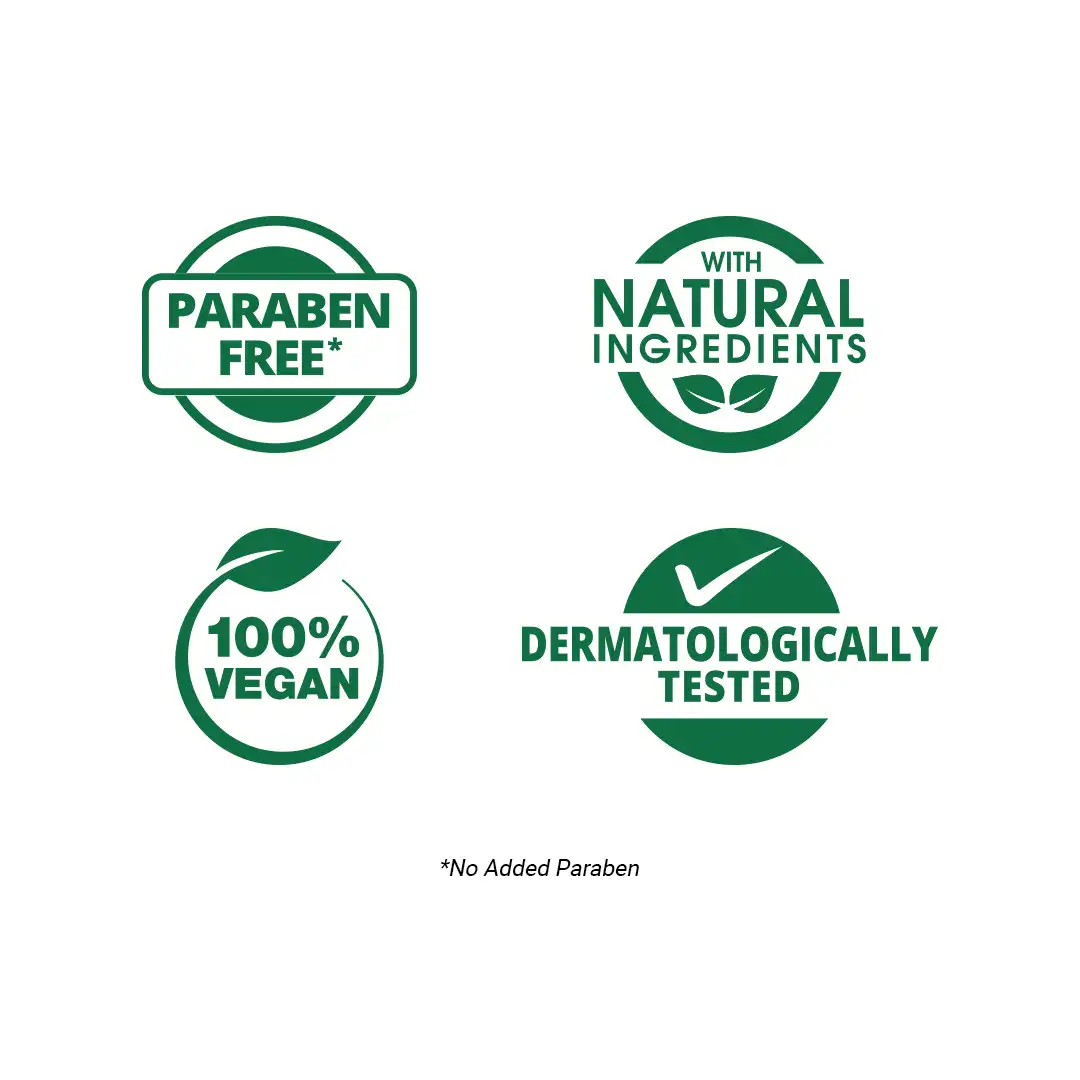 PARABEN
FREE*
WITH
NATURAL
INGREDIENTS
100%
VEGAN
DERMATOLOGICALLY
TESTED
*No Added Paraben